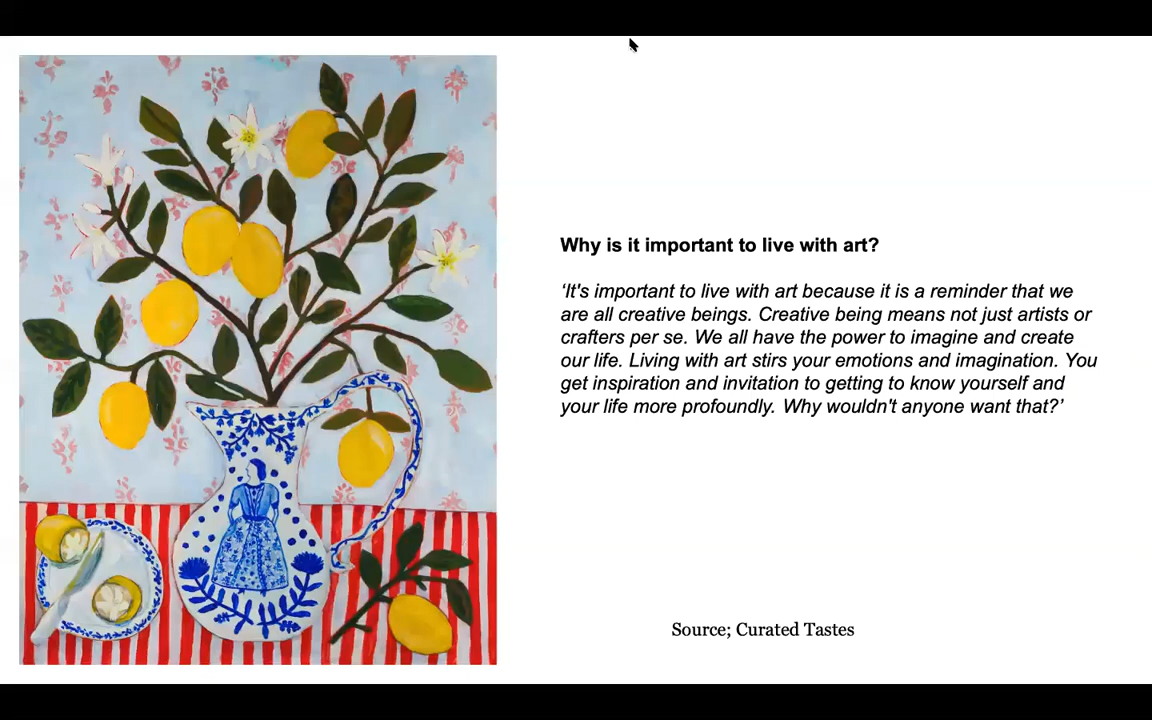 Why is it important to live with art?
‘It's important to live with art because it is a reminder that we
are all creative beings. Creative being means not just artists or
crafters per se. We all have the power to imagine and create
our life. Living with art stirs your emotions and imagination. You
get inspiration and invitation to getting to know yourself and
your life more profoundly. Why wouldn't anyone want that?’
Source; Curated Tastes